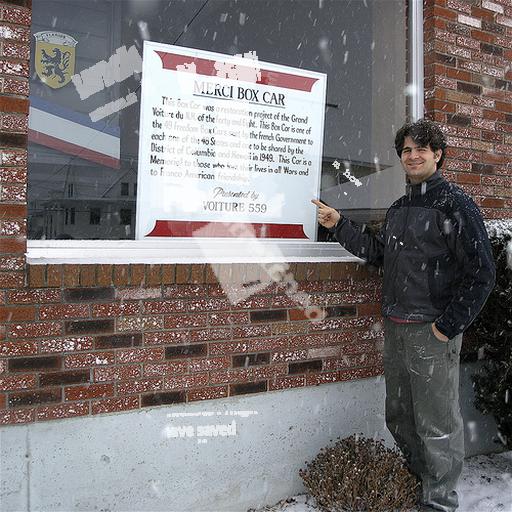 MERCI BOX CAR
This Box Car was a restoration project of the Grand
Voiture du N.H. of the forty and eight. This Box Car is one of
the 49 Freedom Box Cars sent by the French Government to
each one of the 48 States and one to be shared by the
District of Columbia and Hawaii in 1949. This Car is a
Memorial to those who lost their lives in all Wars and
to Franco American friendship.
Presented by
VOITURE 559
ave saved